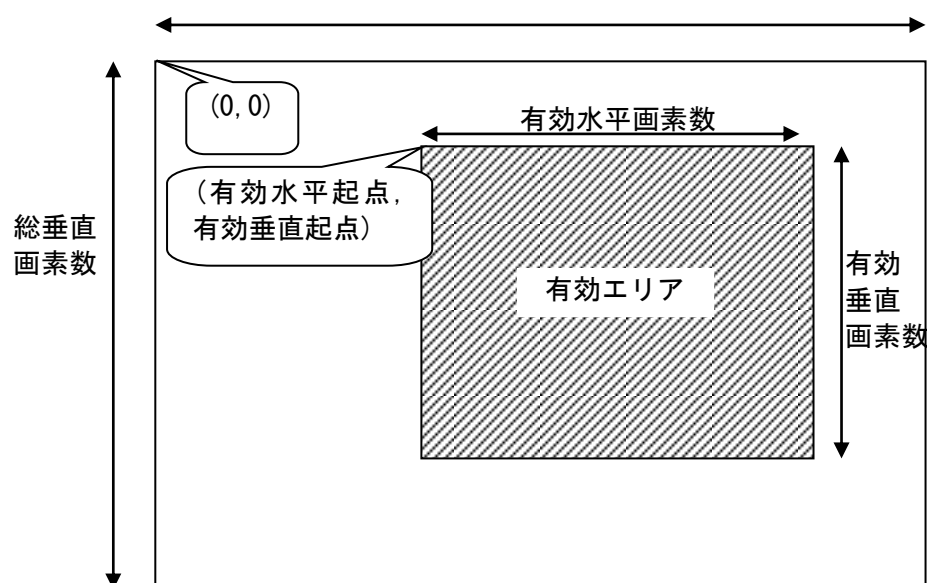 (0,0)
有効水平画素数
(有効水平起点,
有効垂直起点)
総垂直
画素数
有効エリア
有効
垂直
画素数